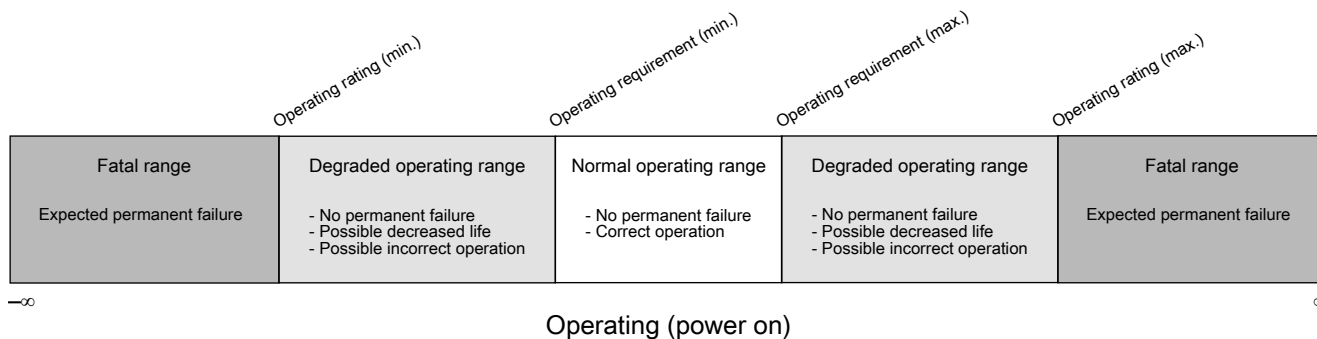 Operating rating (min.)
Operating requirement (min.)
Operating requirement (max.)
Operating rating (max.)
Fatal range
Expected permanent failure
Degraded operating range
- No permanent failure
- Possible decreased life
- Possible incorrect operation
Normal operating range
- No permanent failure
- Correct operation
Degraded operating range
- No permanent failure
- Possible decreased life
- Possible incorrect operation
Fatal range
Expected permanent failure
–∞
Operating (power on)